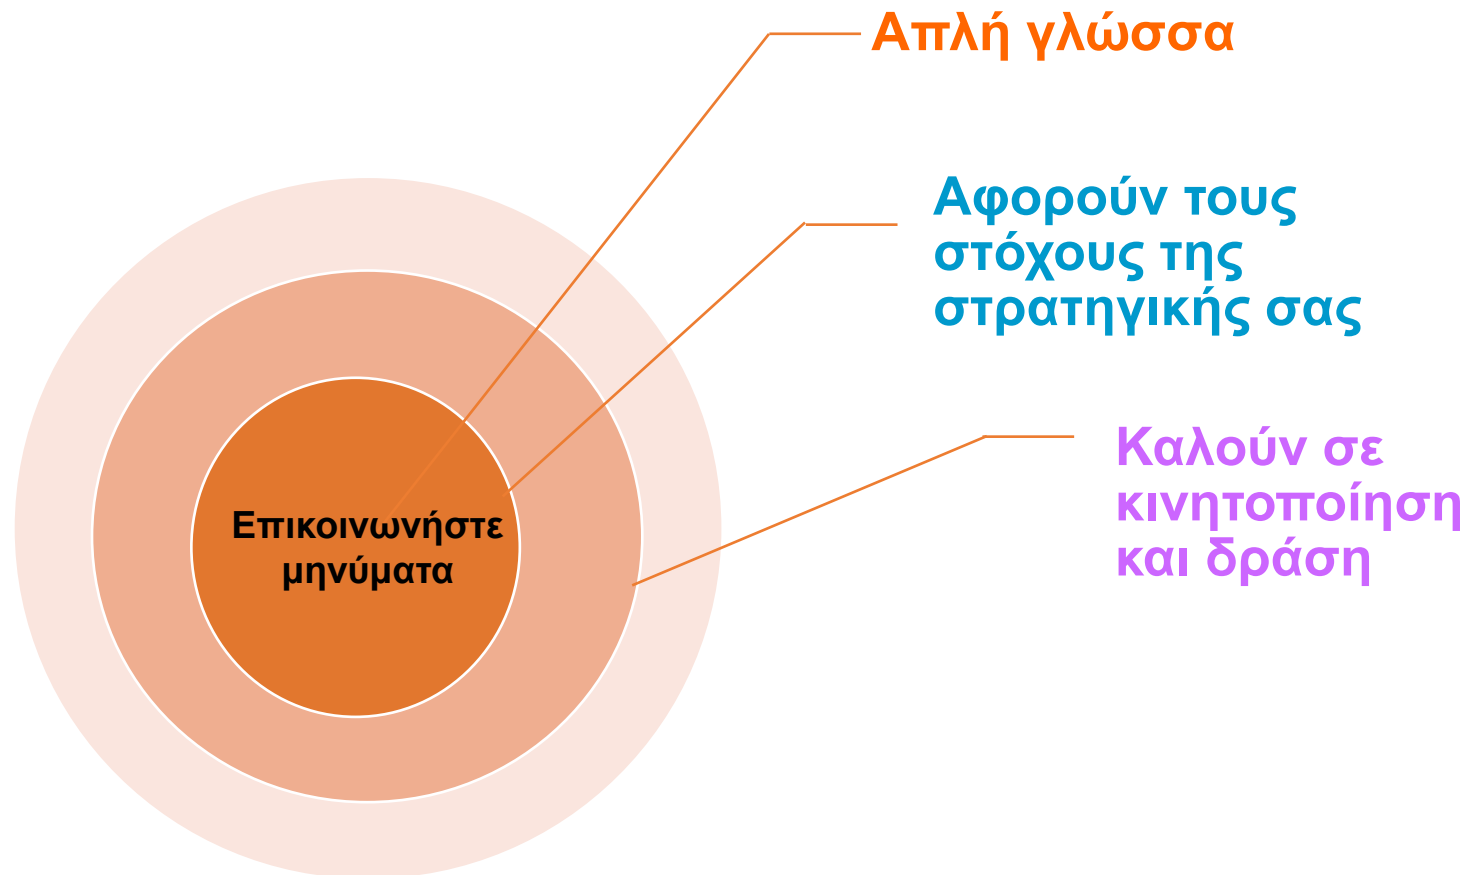 Απλή γλώσσα
Αφορούν τους
στόχους της
στρατηγικής σας
Καλούν σε
κινητοποίηση
και δράση
Επικοινωνήστε
μηνύματα